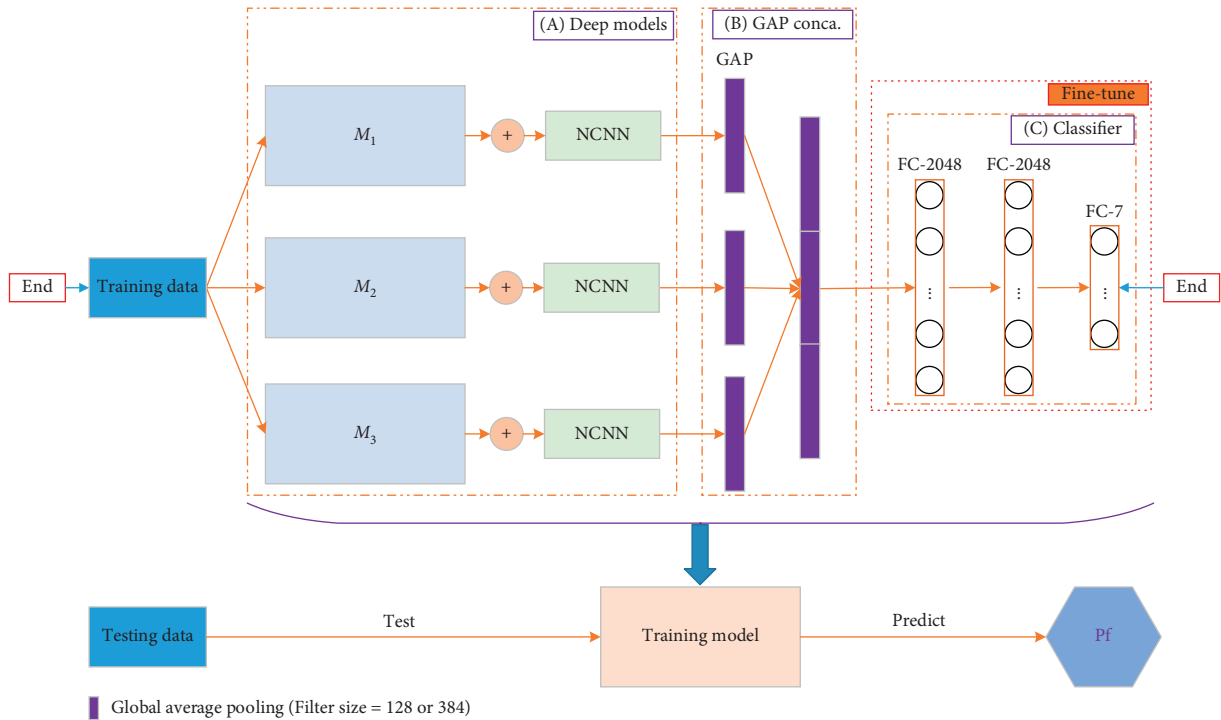 (A) Deep models
(B) GAP conca.
GAP
Fine-tune
(C) Classifier
M1
+
NCNN
FC-2048
FC-2048
FC-7
End
Training data
M2
+
NCNN
...
...
...
End
M3
+
NCNN
Testing data
Test
Training model
Predict
Pf
Global average pooling (Filter size = 128 or 384)